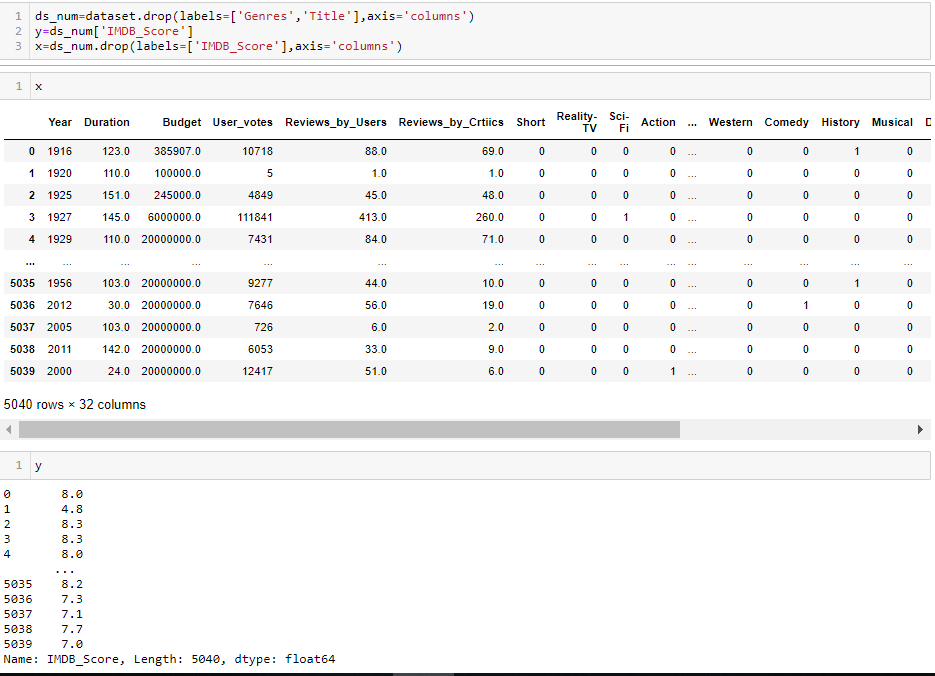 1 ds_num=dataset.drop(labels=['Genres','Title'],axis='columns')
2 y=ds_num['IMDB_Score']
3 x=ds_num.drop(labels=['IMDB_Score'],axis='columns')
1 x
Year Duration Budget User_votes Reviews_by_Users Reviews_by_Crtiics Short Reality-TV Sci-Fi Action ... Western Comedy History Musical D
0 1916 123.0 385907.0 10718 88.0 69.0 0 0 0 0 ... 0 0 1 0
1 1920 110.0 100000.0 5 1.0 1.0 0 0 0 0 ... 0 0 0 0
2 1925 151.0 245000.0 4849 45.0 48.0 0 0 0 0 ... 0 0 0 0
3 1927 145.0 6000000.0 111841 413.0 260.0 0 0 1 0 ... 0 0 0 0
4 1929 110.0 20000000.0 7431 84.0 71.0 0 0 0 0 ... 0 0 0 0
... ... ... ... ... ... ... ... ... ... ... ... ... ... ... ...
5035 1956 103.0 20000000.0 9277 44.0 10.0 0 0 0 0 ... 0 0 1 0
5036 2012 30.0 20000000.0 7646 56.0 19.0 0 0 0 0 ... 0 1 0 0
5037 2005 103.0 20000000.0 726 6.0 2.0 0 0 0 0 ... 0 0 0 0
5038 2011 142.0 20000000.0 6053 33.0 9.0 0 0 0 0 ... 0 0 0 0
5039 2000 24.0 20000000.0 12417 51.0 6.0 0 0 0 1 ... 0 0 0 0
5040 rows × 32 columns
1 y
0 8.0
1 4.8
2 8.3
3 8.3
4 8.0
...
5035 8.2
5036 7.3
5037 7.1
5038 7.7
5039 7.0
Name: IMDB_Score, Length: 5040, dtype: float64